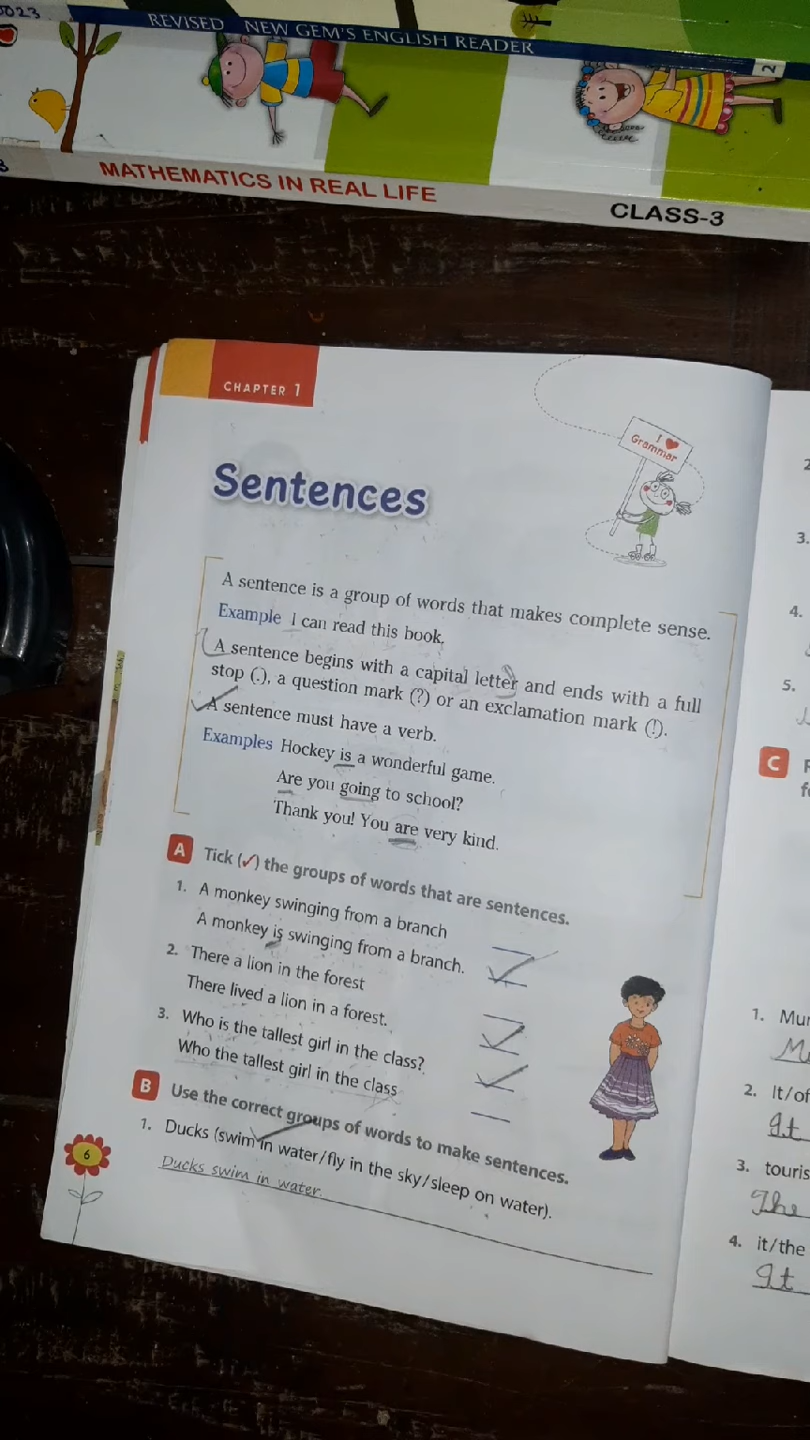 0023
REVISED NEW GEM'S ENGLISH READER
2
MATHEMATICS IN REAL LIFE
CLASS-3
CHAPTER 1
I
Grammar
Sentences
A sentence is a group of words that makes complete sense.
Example I can read this book.
A sentence begins with a capital letter and ends with a full
stop (.), a question mark (?) or an exclamation mark (!).
A sentence must have a verb.
Examples Hockey is a wonderful game.
Are you going to school?
Thank you! You are very kind.
A Tick (✓) the groups of words that are sentences.
1. A monkey swinging from a branch
A monkey is swinging from a branch. ✓
2. There a lion in the forest
There lived a lion in a forest. ✓
3. Who is the tallest girl in the class? ✓
Who the tallest girl in the class
B Use the correct groups of words to make sentences.
1. Ducks (swim in water/fly in the sky/sleep on water).
Ducks swim in water.
6
3.
4.
5.
C
1. Mur
2. It/of
It
3. touris
The
4. it/the
It